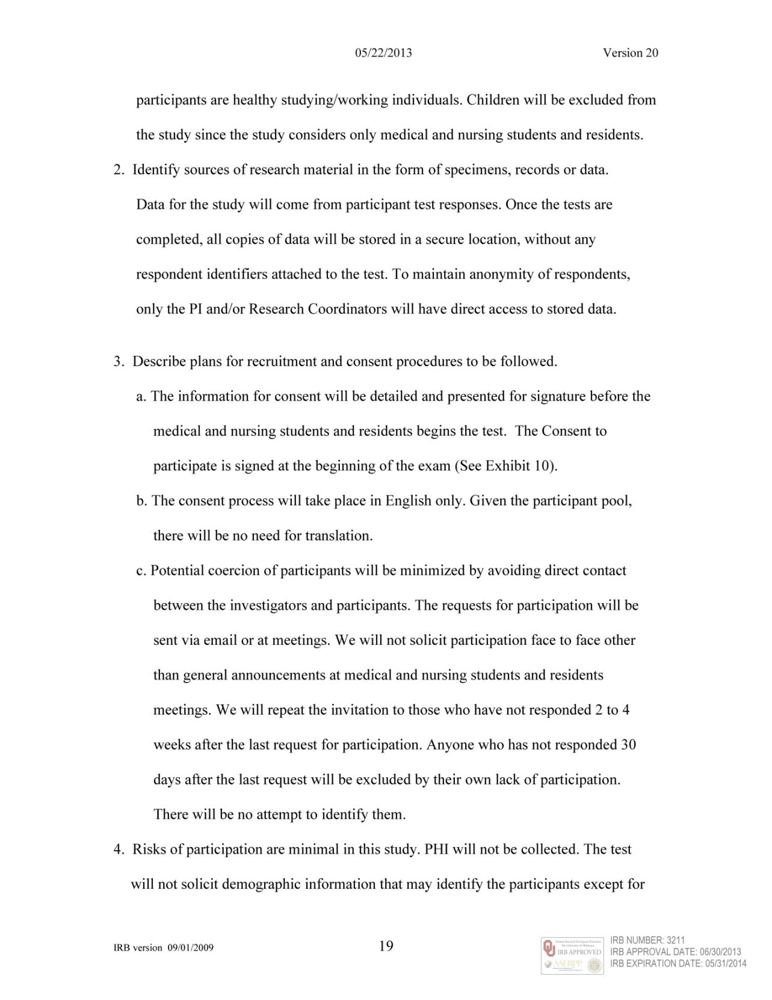 05/22/2013 Version 20
participants are healthy studying/working individuals. Children will be excluded from
the study since the study considers only medical and nursing students and residents.
2. Identify sources of research material in the form of specimens, records or data.
Data for the study will come from participant test responses. Once the tests are
completed, all copies of data will be stored in a secure location, without any
respondent identifiers attached to the test. To maintain anonymity of respondents,
only the PI and/or Research Coordinators will have direct access to stored data.
3. Describe plans for recruitment and consent procedures to be followed.
a. The information for consent will be detailed and presented for signature before the
medical and nursing students and residents begins the test. The Consent to
participate is signed at the beginning of the exam (See Exhibit 10).
b. The consent process will take place in English only. Given the participant pool,
there will be no need for translation.
c. Potential coercion of participants will be minimized by avoiding direct contact
between the investigators and participants. The requests for participation will be
sent via email or at meetings. We will not solicit participation face to face other
than general announcements at medical and nursing students and residents
meetings. We will repeat the invitation to those who have not responded 2 to 4
weeks after the last request for participation. Anyone who has not responded 30
days after the last request will be excluded by their own lack of participation.
There will be no attempt to identify them.
4. Risks of participation are minimal in this study. PHI will not be collected. The test
will not solicit demographic information that may identify the participants except for
IRB version 09/01/2009 19
Human Research Participant Protection
The University of Oklahoma
IRB APPROVED
AAHRPP
IRB NUMBER: 3211
IRB APPROVAL DATE: 06/30/2013
IRB EXPIRATION DATE: 05/31/2014